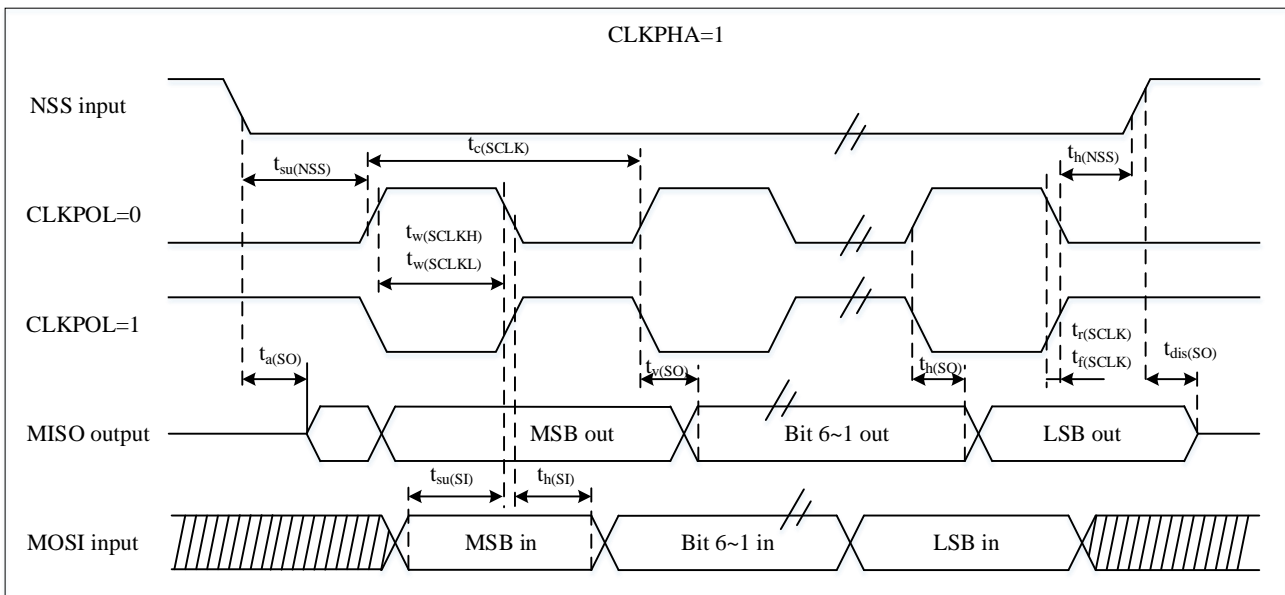 CLKPHA=1
NSS input
tc(SCLK)
tsu(NSS)
th(NSS)
CLKPOL=0
tw(SCLKH)
tw(SCLKL)
CLKPOL=1
tr(SCLK)
tf(SCLK)
ta(SO)
tv(SO)
th(SO)
tdis(SO)
MISO output
MSB out
Bit 6~1 out
LSB out
tsu(SI)
th(SI)
MOSI input
MSB in
Bit 6~1 in
LSB in